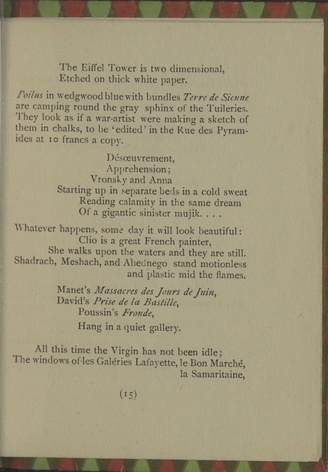 The Eiffel Tower is two dimensional,
Etched on thick white paper.
Poilus in wedgwood blue with bundles Terre de Sienne
are camping round the gray sphinx of the Tuileries.
They look as if a war-artist were making a sketch of
them in chalks, to be ‘edited’ in the Rue des Pyram-
ides at 10 francs a copy.
Désœuvrement,
Apprehension;
Vronsky and Anna
Starting up in separate beds in a cold sweat
Reading calamity in the same dream
Of a gigantic sinister mujik. . . .
Whatever happens, some day it will look beautiful:
Clio is a great French painter,
She walks upon the waters and they are still.
Shadrach, Meshach, and Abednego stand motionless
and plastic mid the flames.
Manet's Massacres des Jours de Juin,
David's Prise de la Bastille,
Poussin's Fronde,
Hang in a quiet gallery.
All this time the Virgin has not been idle;
The windows of les Galéries Lafayette, le Bon Marché,
la Samaritaine,
(15)